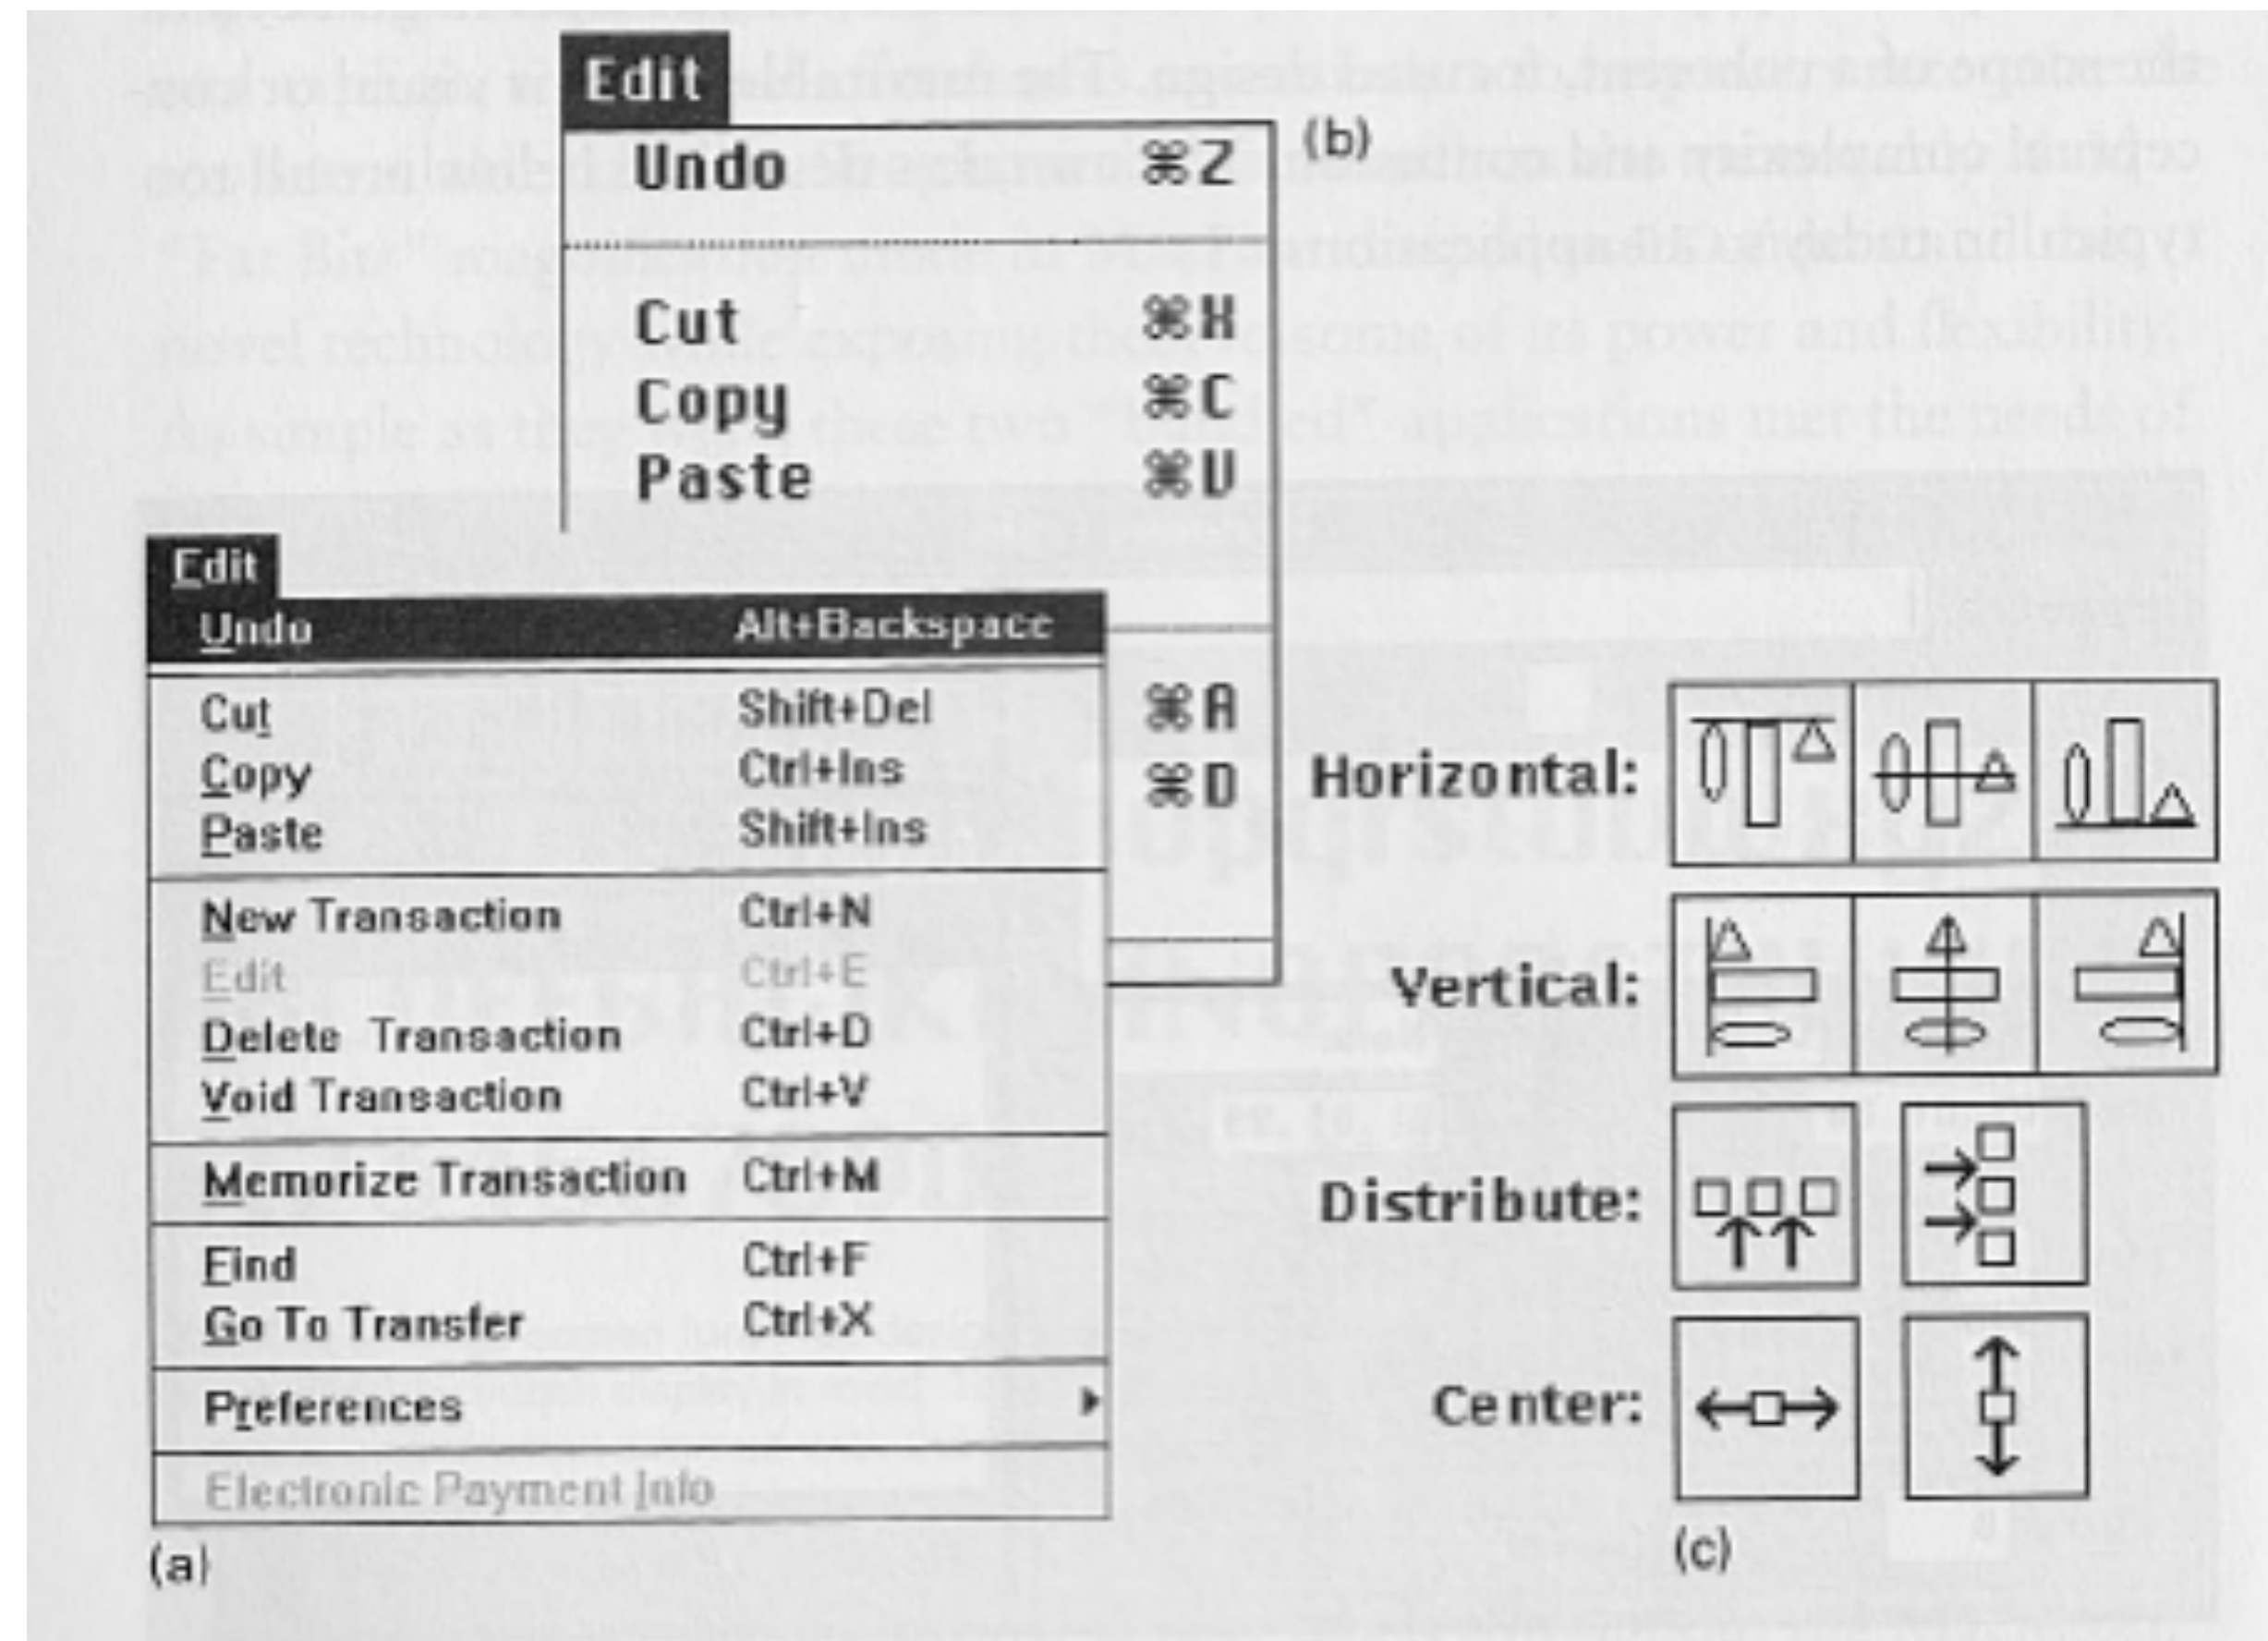 Edit
Undo ⌘Z
Cut ⌘X
Copy ⌘C
Paste ⌘V
⌘A
⌘D
(b)
Edit
Undo Alt+Backspace
Cut Shift+Del
Copy Ctrl+Ins
Paste Shift+Ins
New Transaction Ctrl+N
Edit Ctrl+E
Delete Transaction Ctrl+D
Void Transaction Ctrl+V
Memorize Transaction Ctrl+M
Find Ctrl+F
Go To Transfer Ctrl+X
Preferences
Electronic Payment Info
(a)
Horizontal:
Vertical:
Distribute:
Center:
(c)